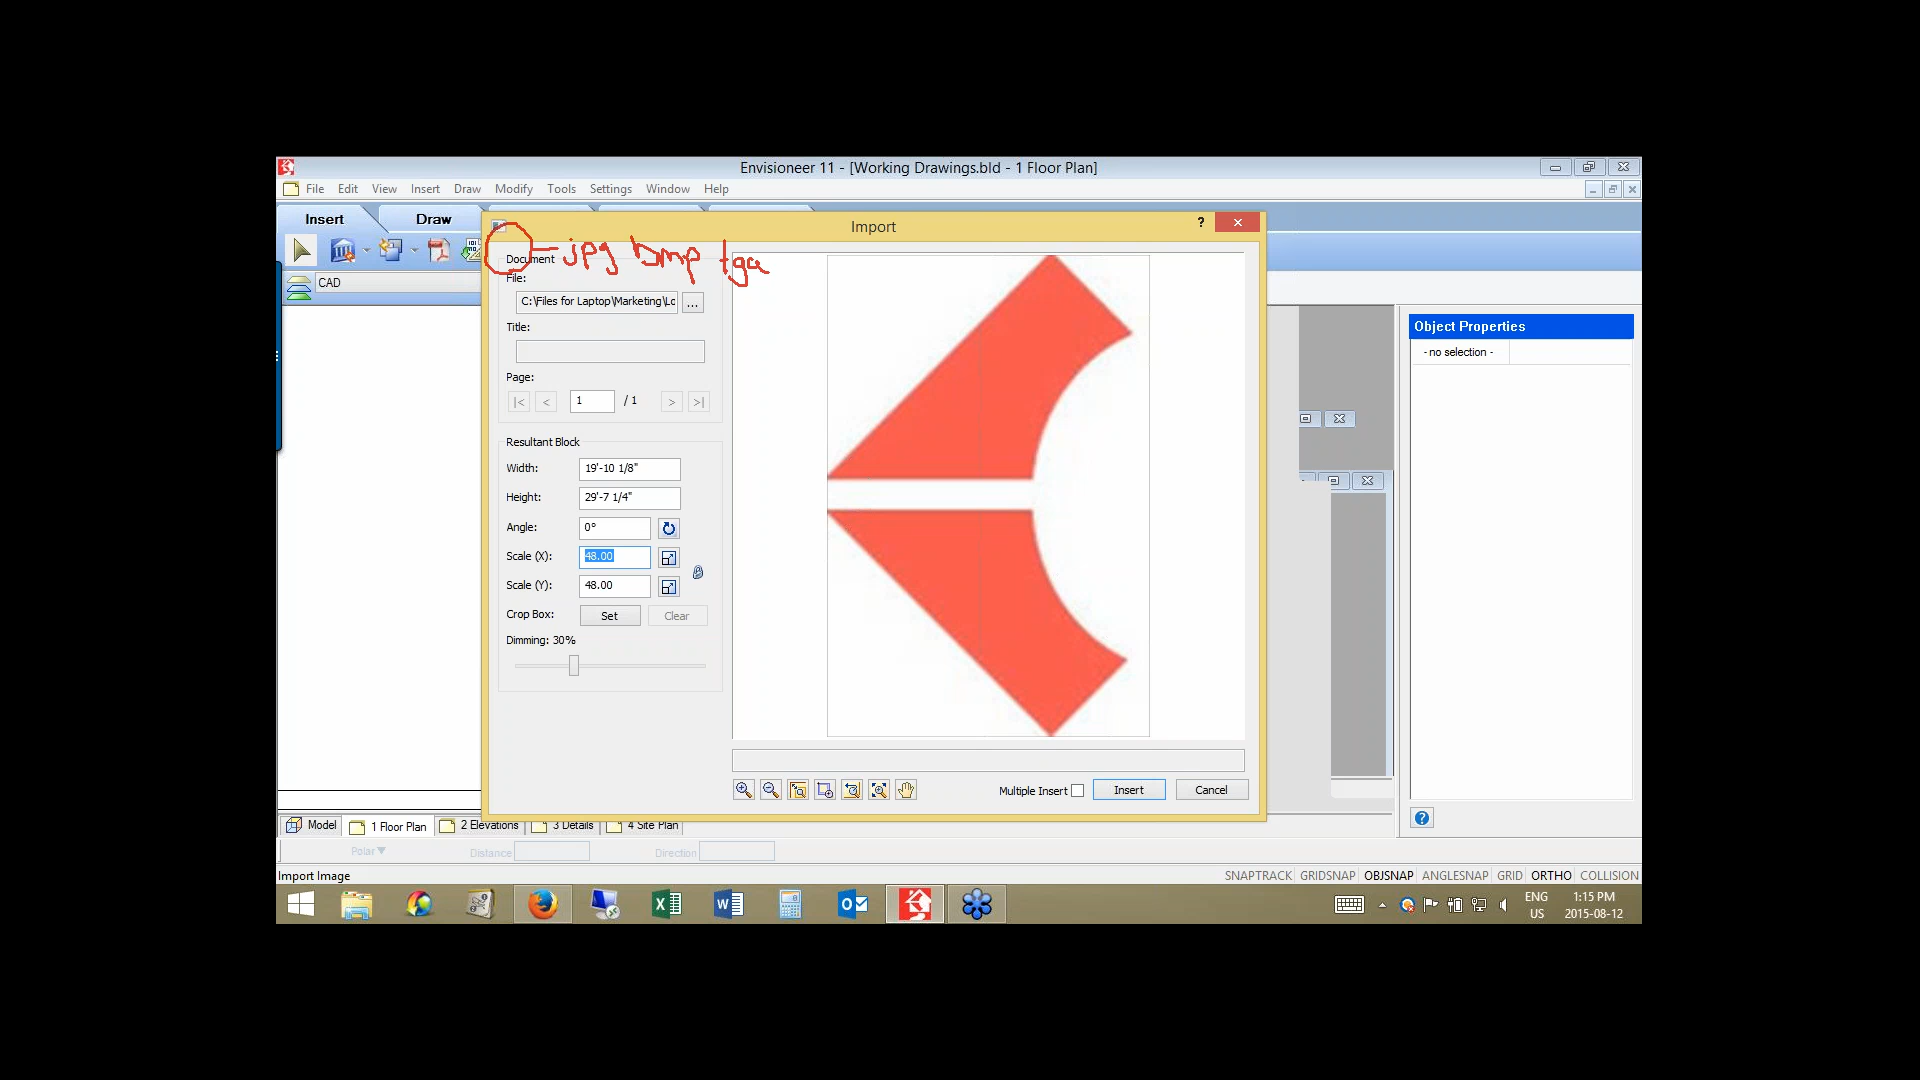 Envisioneer 11 - [Working Drawings.bld - 1 Floor Plan]
File Edit View Insert Draw Modify Tools Settings Window Help
Insert Draw
Import
?
jpg bmp tga
CAD
Document
File:
C:\Files for Laptop\Marketing\Lo
...
Title:
Page:
|< < 1 / 1 > >|
Resultant Block
Width: 19'-10 1/8"
Height: 29'-7 1/4"
Angle: 0°
Scale (X): 48.00
Scale (Y): 48.00
Crop Box: Set Clear
Dimming: 30%
Multiple Insert Insert Cancel
Object Properties
- no selection -
Model 1 Floor Plan 2 Elevations 3 Details 4 Site Plan
Polar Distance Direction
Import Image
SNAPTRACK GRIDSNAP OBJSNAP ANGLESNAP GRID ORTHO COLLISION
ENG
US
1:15 PM
2015-08-12